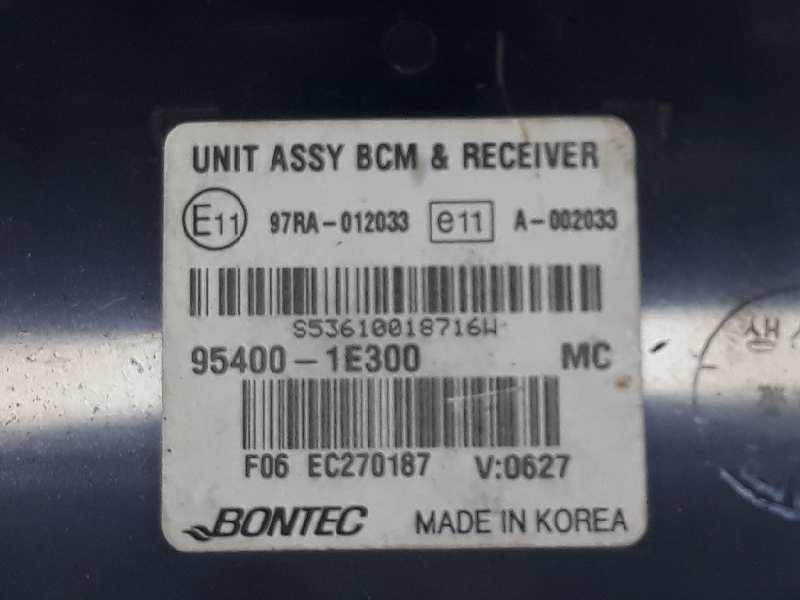 UNIT ASSY BCM & RECEIVER
E11 97RA-012033 e11 A-002033
S53610018716W
95400-1E300 MC
F06 EC270187 V:0627
BONTEC MADE IN KOREA
생